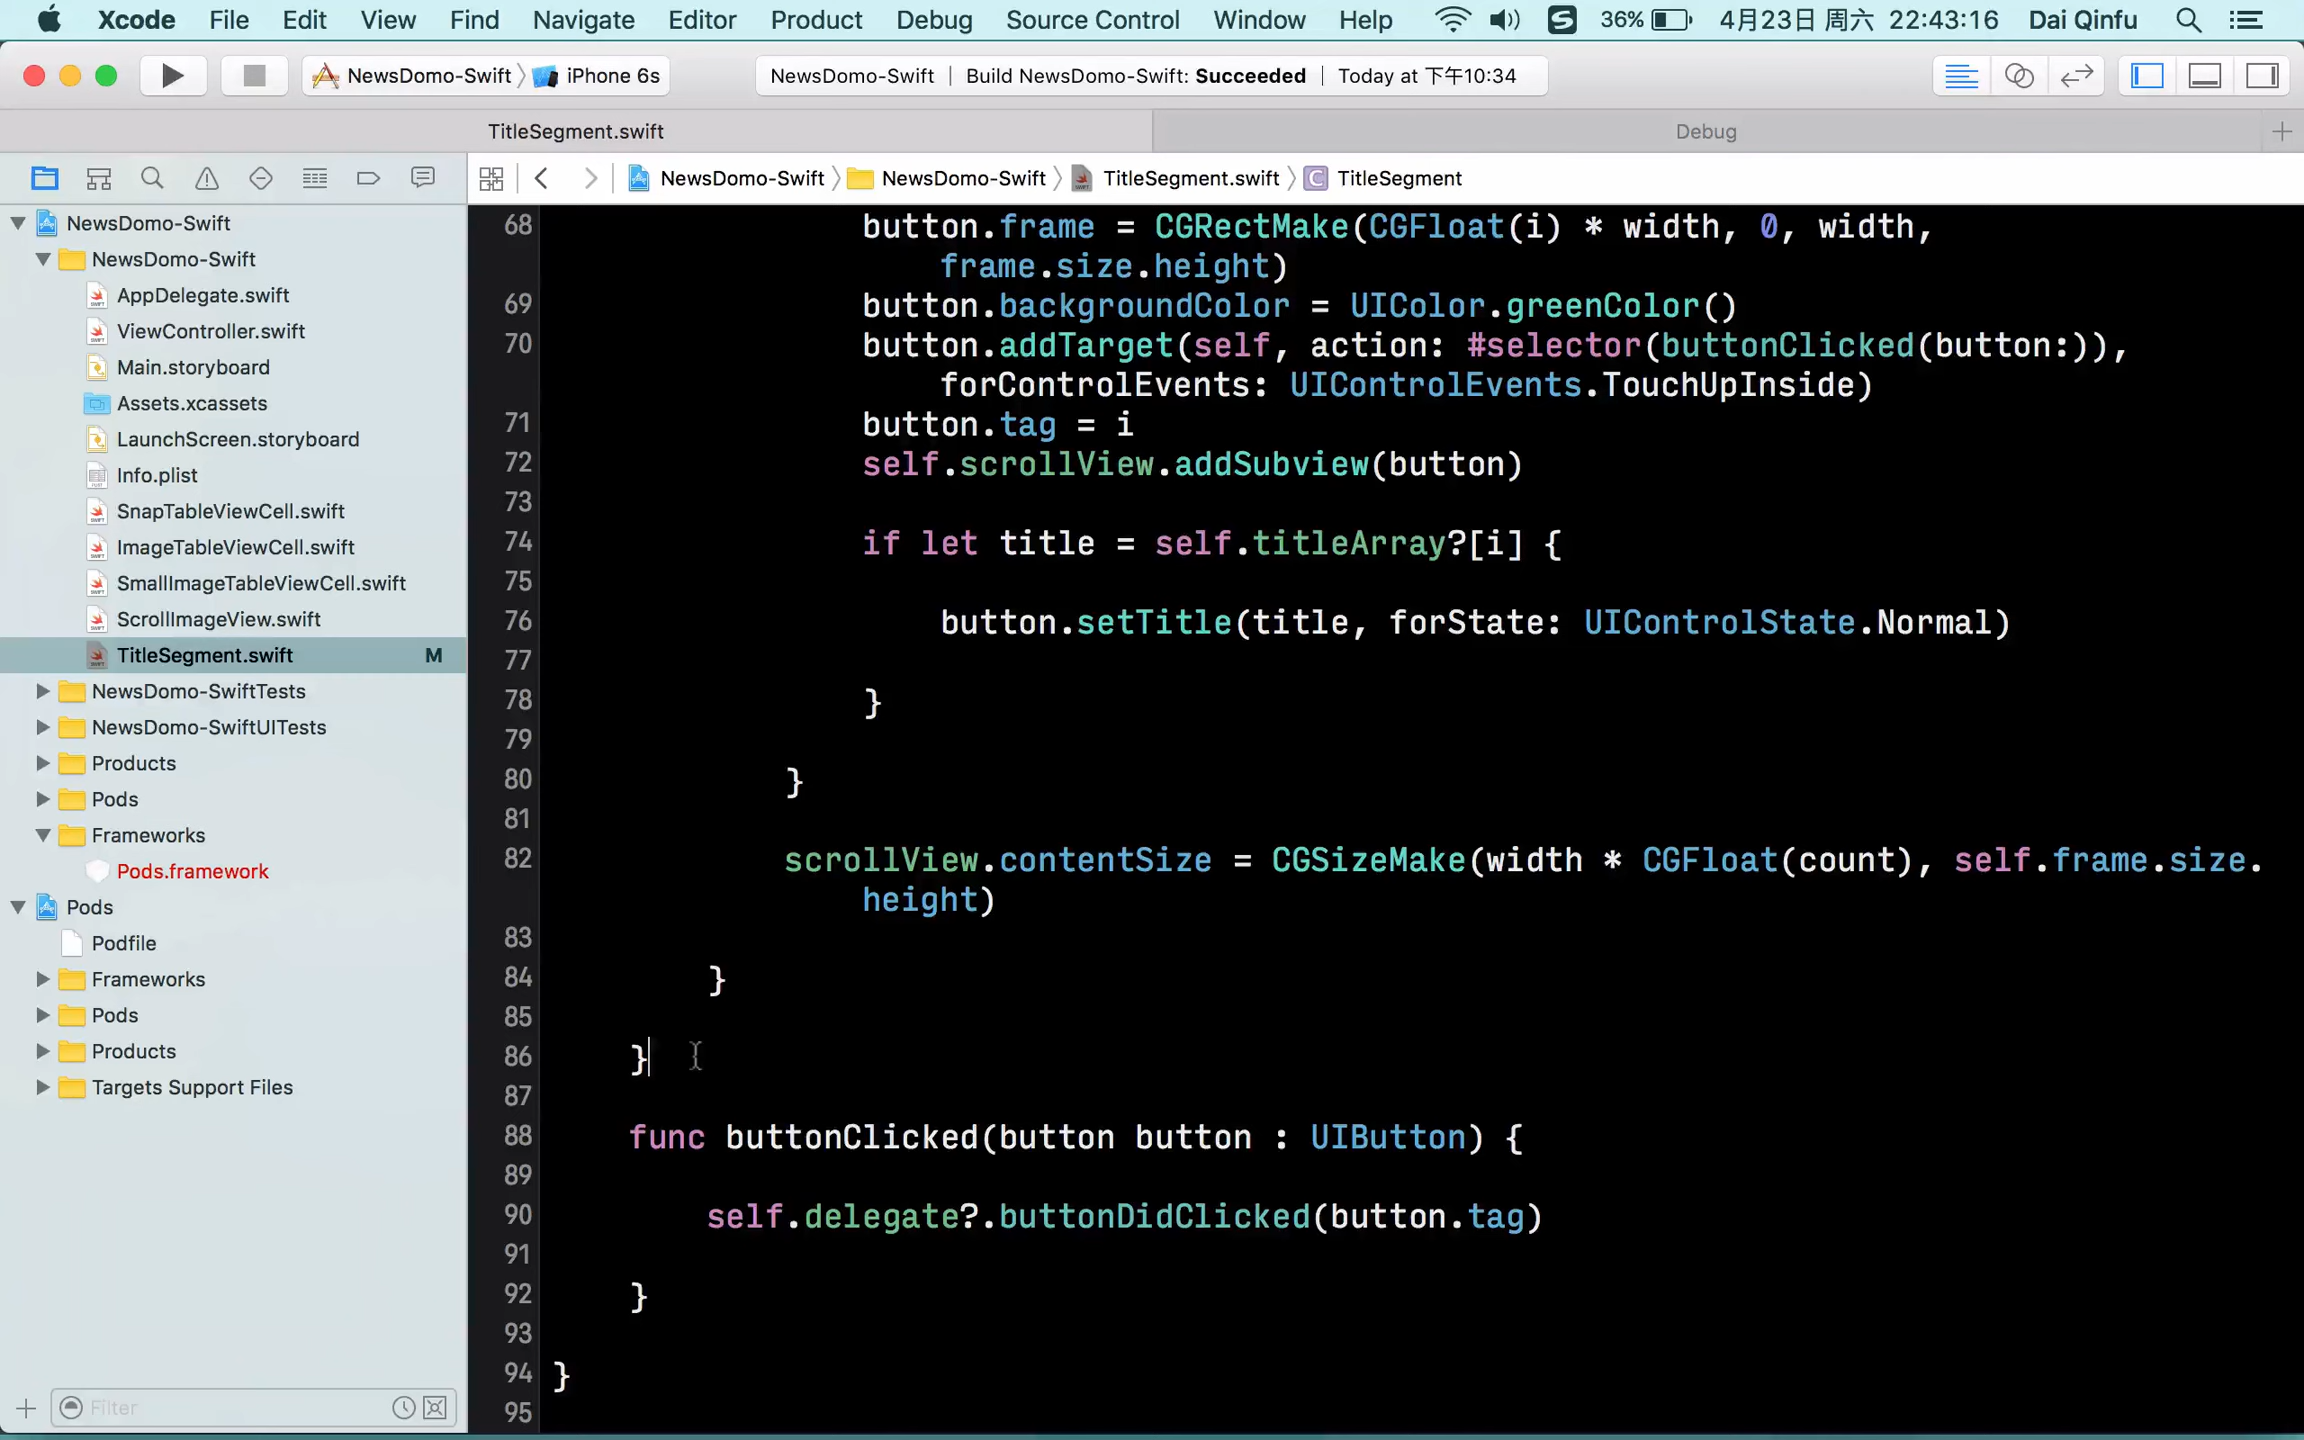 Xcode File Edit View Find Navigate Editor Product Debug Source Control Window Help 36% 4月23日 周六 22:43:16 Dai Qinfu
NewsDomo-Swift iPhone 6s NewsDomo-Swift | Build NewsDomo-Swift: Succeeded | Today at 下午10:34
TitleSegment.swift Debug
NewsDomo-Swift NewsDomo-Swift TitleSegment.swift C TitleSegment
NewsDomo-Swift
NewsDomo-Swift
AppDelegate.swift
ViewController.swift
Main.storyboard
Assets.xcassets
LaunchScreen.storyboard
Info.plist
SnapTableViewCell.swift
ImageTableViewCell.swift
SmallImageTableViewCell.swift
ScrollImageView.swift
TitleSegment.swift M
NewsDomo-SwiftTests
NewsDomo-SwiftUITests
Products
Pods
Frameworks
Pods.framework
Pods
Podfile
Frameworks
Pods
Products
Targets Support Files
Filter
68 button.frame = CGRectMake(CGFloat(i) * width, 0, width,
frame.size.height)
69 button.backgroundColor = UIColor.greenColor()
70 button.addTarget(self, action: #selector(buttonClicked(button:)),
forControlEvents: UIControlEvents.TouchUpInside)
71 button.tag = i
72 self.scrollView.addSubview(button)
73
74 if let title = self.titleArray?[i] {
75
76 button.setTitle(title, forState: UIControlState.Normal)
77
78 }
79
80 }
81
82 scrollView.contentSize = CGSizeMake(width * CGFloat(count), self.frame.size.
height)
83
84 }
85
86 }
87
88 func buttonClicked(button button : UIButton) {
89
90 self.delegate?.buttonDidClicked(button.tag)
91
92 }
93
94 }
95